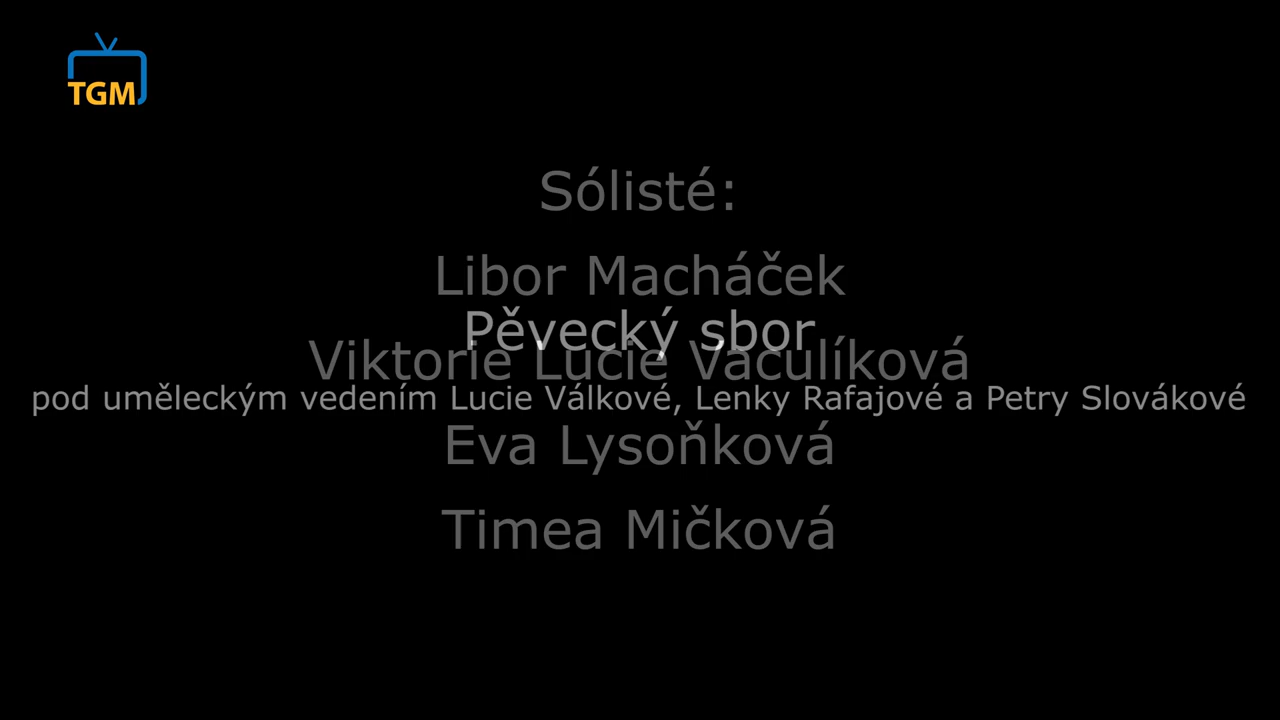 TGM
Sólisté:
Libor Macháček
Pěvecký sbor
Viktorie Lucie Vaculíková
pod uměleckým vedením Lucie Válkové, Lenky Rafajové a Petry Slovákové
Eva Lysoňková
Timea Mičková